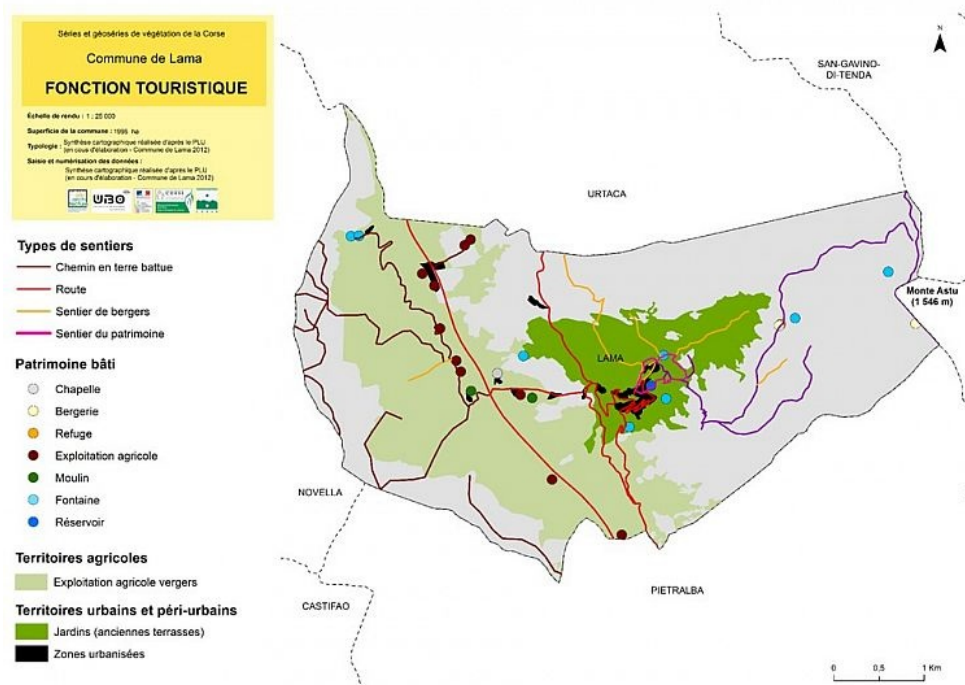 Séries et géoséries de végétation de la Corse
Commune de Lama
FONCTION TOURISTIQUE
Échelle de rendu : 1 : 25 000
Superficie de la commune : 1996 ha
Typologie : Synthèse cartographique réalisée d'après le PLU
(en cours d'élaboration - Commune de Lama 2012)
Saisie et numérisation des données :
Synthèse cartographique réalisée d'après le PLU
(en cours d'élaboration - Commune de Lama 2012)
UBO
Types de sentiers
Chemin en terre battue
Route
Sentier de bergers
Sentier du patrimoine
Patrimoine bâti
Chapelle
Bergerie
Refuge
Exploitation agricole
Moulin
Fontaine
Réservoir
Territoires agricoles
Exploitation agricole vergers
Territoires urbains et péri-urbains
Jardins (anciennes terrasses)
Zones urbanisées
N
SAN-GAVINO-
DI-TENDA
URTACA
Monte Astu
(1 546 m)
LAMA
NOVELLA
PIETRALBA
CASTIFAO
0 0,5 1 Km